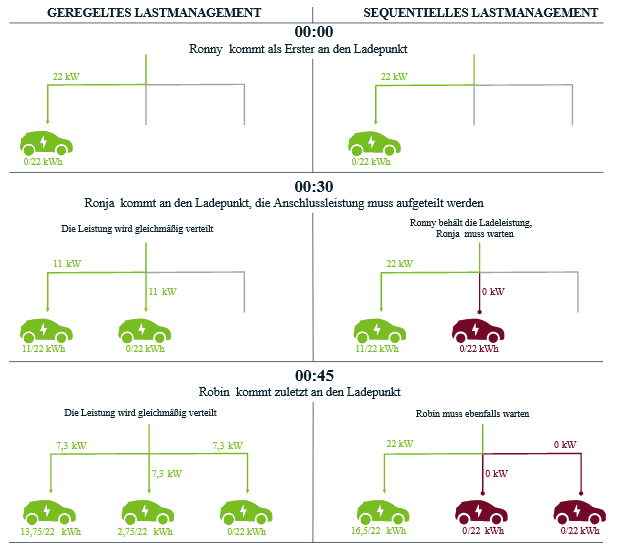 GEREGELTES LASTMANAGEMENT
SEQUENTIELLES LASTMANAGEMENT
00:00
Ronny kommt als Erster an den Ladepunkt
22 kW
0/22 kWh
22 kW
0/22 kWh
00:30
Ronja kommt an den Ladepunkt, die Anschlussleistung muss aufgeteilt werden
Die Leistung wird gleichmäßig verteilt
11 kW
11 kW
11/22 kWh
0/22 kWh
Ronny behält die Ladeleistung,
Ronja muss warten
22 kW
0 kW
11/22 kWh
0/22 kWh
00:45
Robin kommt zuletzt an den Ladepunkt
Die Leistung wird gleichmäßig verteilt
7,3 kW
7,3 kW
7,3 kW
13,75/22 kWh
2,75/22 kWh
0/22 kWh
Robin muss ebenfalls warten
22 kW
0 kW
0 kW
16,5/22 kWh
0/22 kWh
0/22 kWh